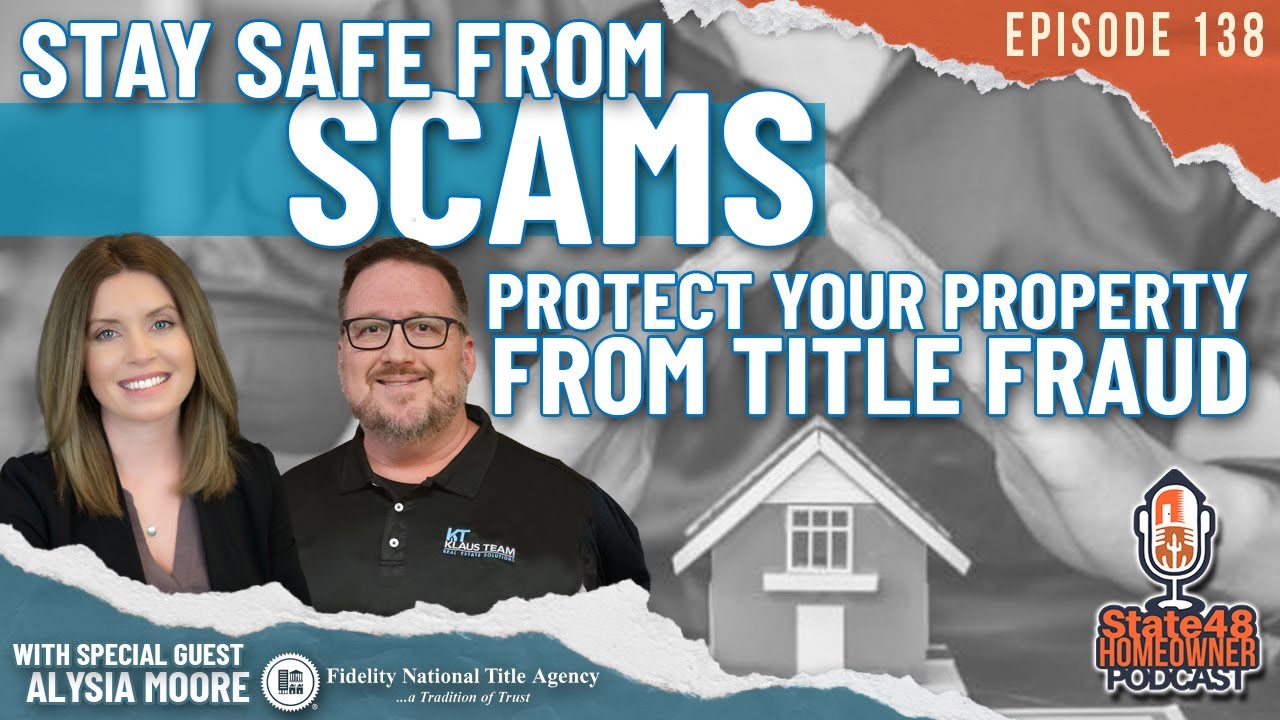 STAY SAFE FROM
SCAMS
EPISODE 138
PROTECT YOUR PROPERTY
FROM TITLE FRAUD
KT
KLAUS TEAM
REAL ESTATE SOLUTIONS
WITH SPECIAL GUEST
ALYSIA MOORE
Fidelity National Title Agency
...a Tradition of Trust
®
State48
HOMEOWNER
PODCAST